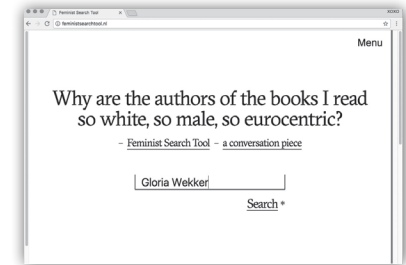 Feminist Search Tool
XOXO
feministsearchtool.nl
Menu
Why are the authors of the books I read
so white, so male, so eurocentric?
– Feminist Search Tool – a conversation piece
Gloria Wekker
Search *